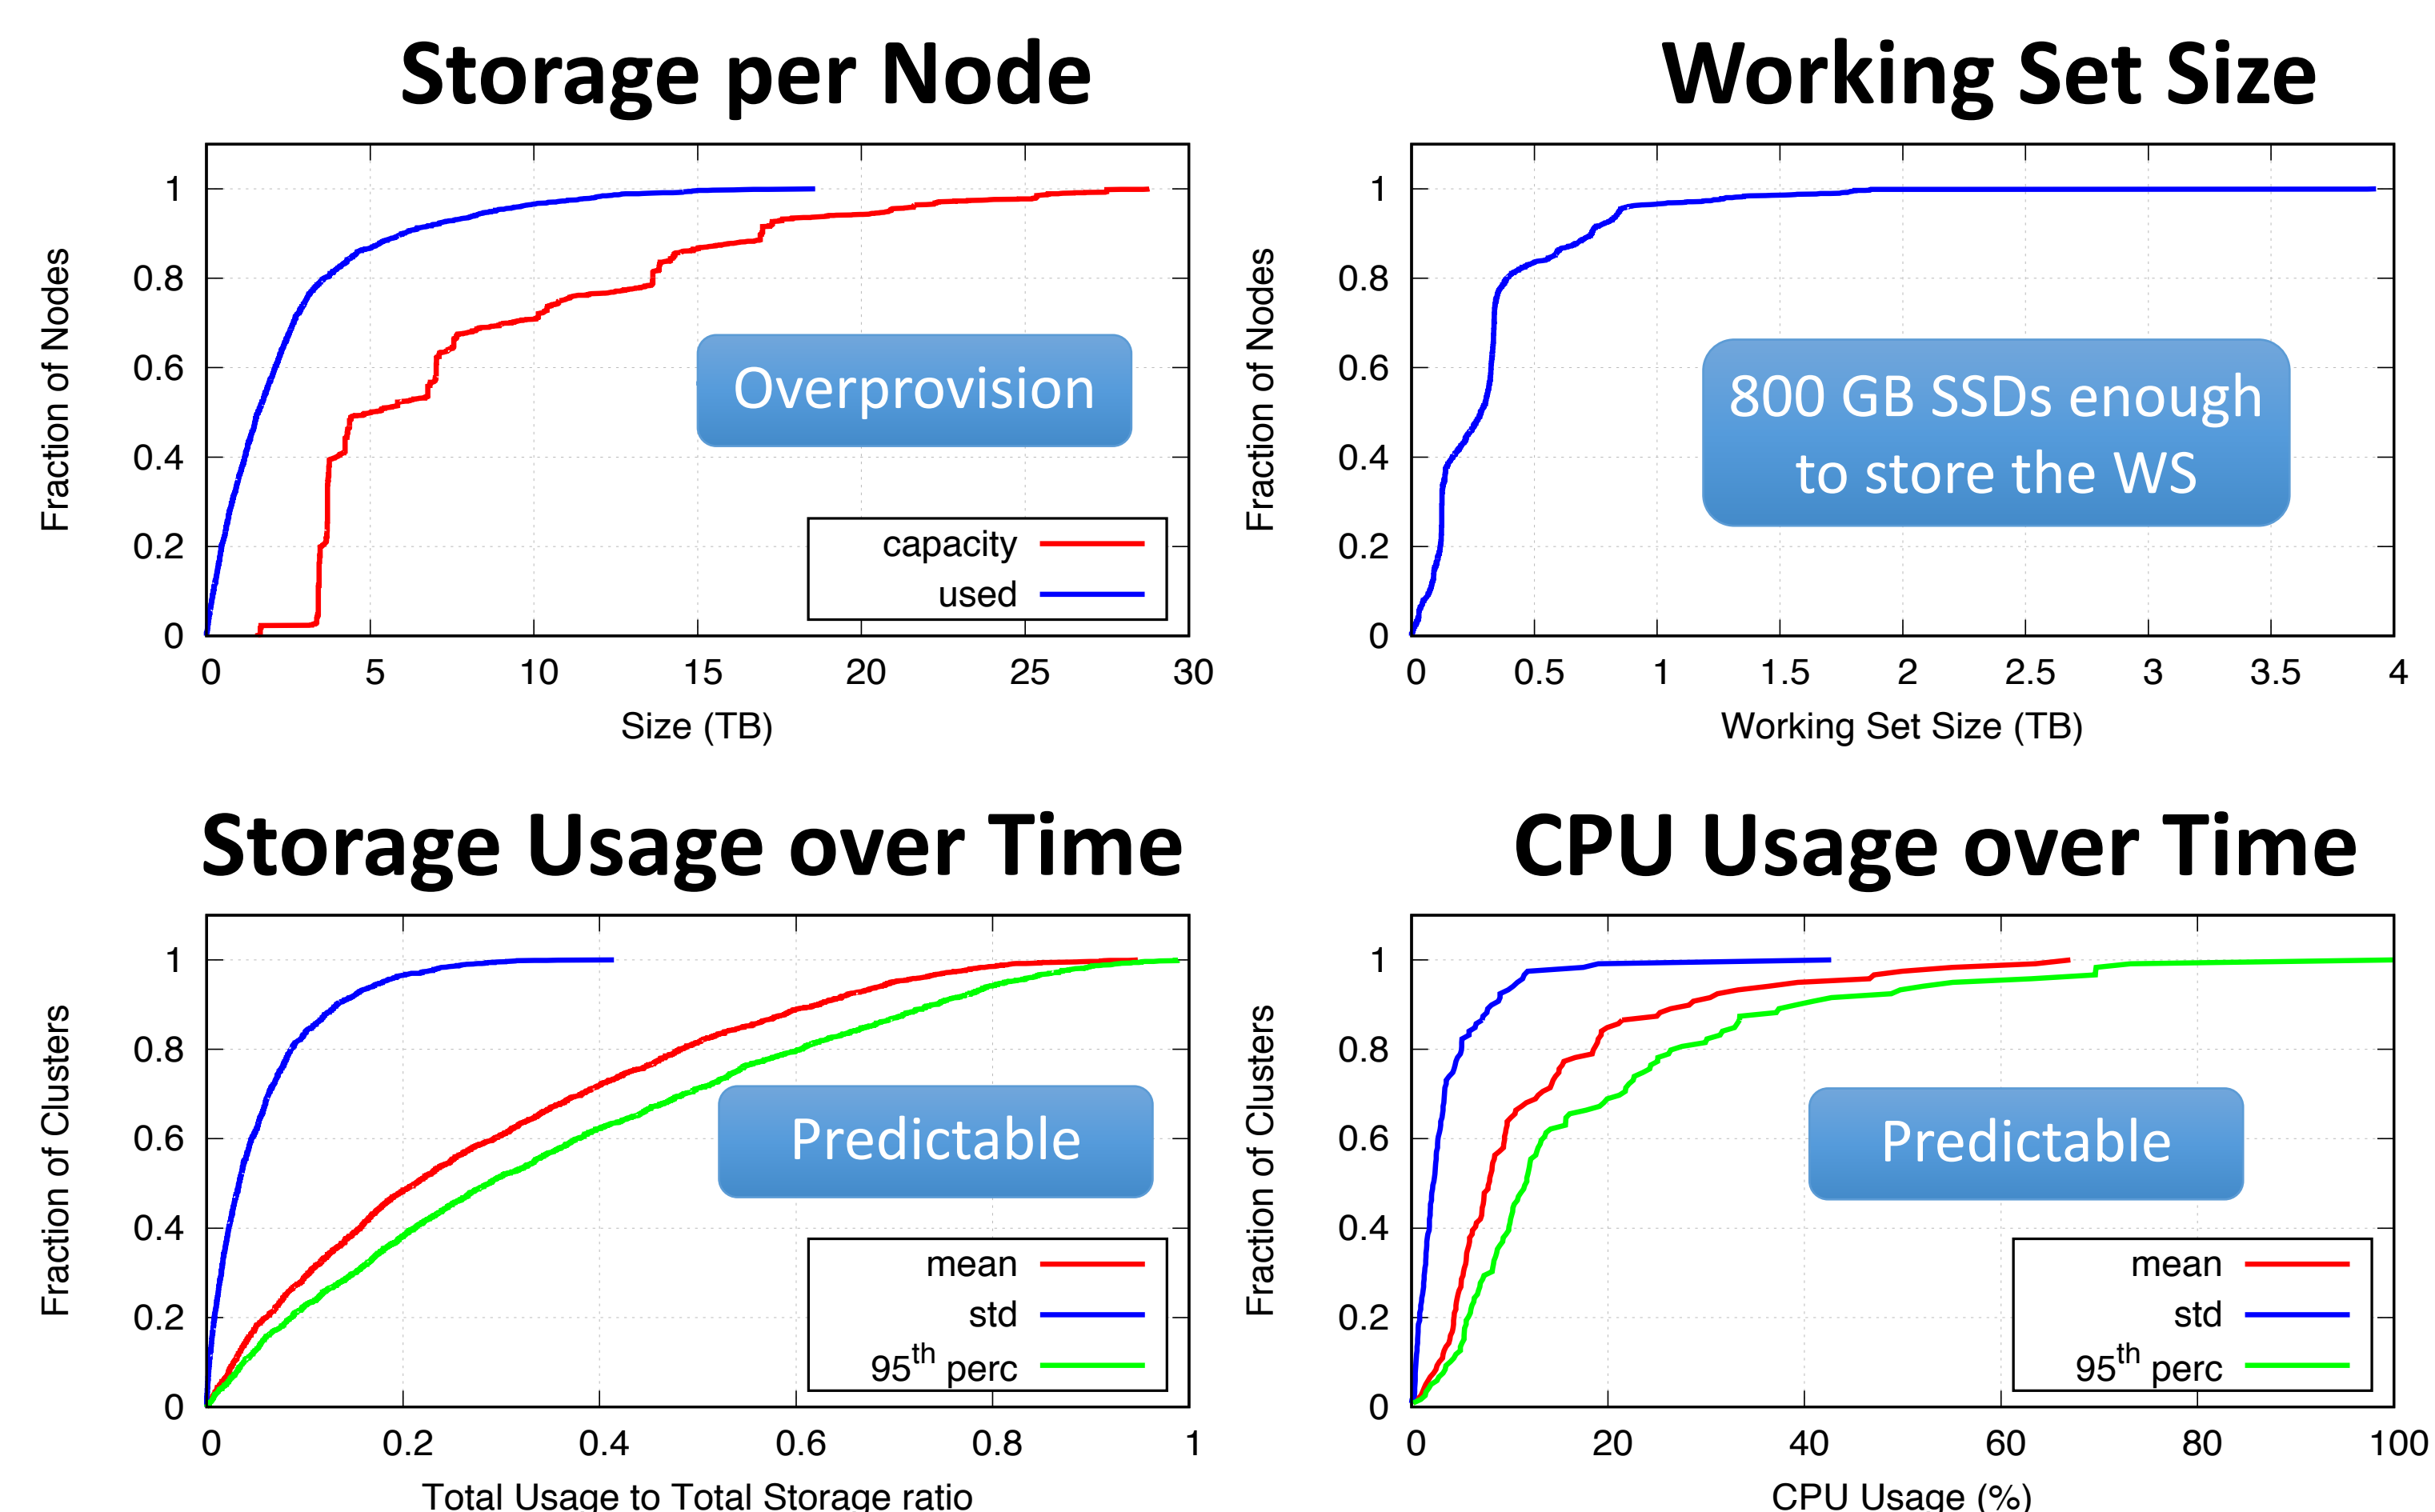 Storage per Node
1
0.8
0.6
0.4
0.2
0
Fraction of Nodes
Overprovision
capacity
used
0 5 10 15 20 25 30
Size (TB)
Working Set Size
1
0.8
0.6
0.4
0.2
0
Fraction of Nodes
800 GB SSDs enough
to store the WS
0 0.5 1 1.5 2 2.5 3 3.5 4
Working Set Size (TB)
Storage Usage over Time
1
0.8
0.6
0.4
0.2
0
Fraction of Clusters
Predictable
mean
std
95th perc
0 0.2 0.4 0.6 0.8 1
Total Usage to Total Storage ratio
CPU Usage over Time
1
0.8
0.6
0.4
0.2
0
Fraction of Clusters
Predictable
mean
std
95th perc
0 20 40 60 80 100
CPU Usage (%)